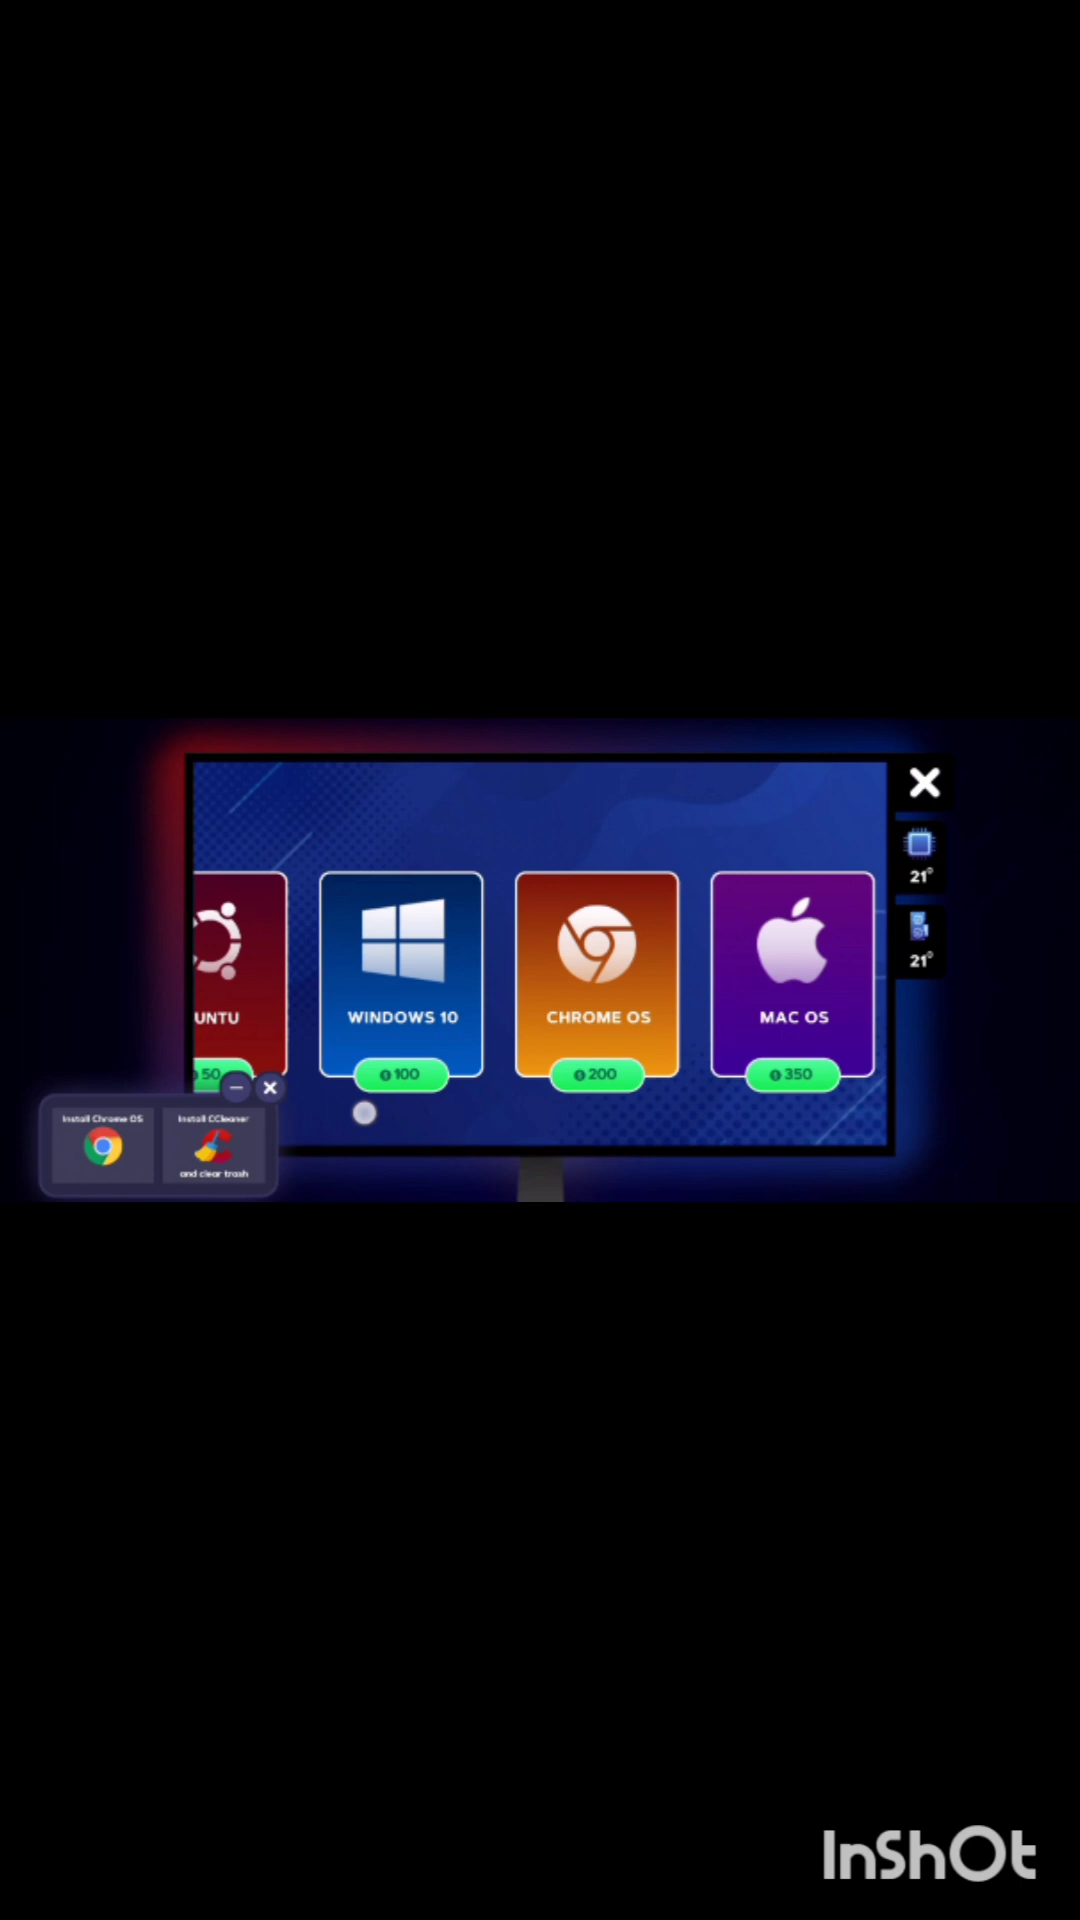 21°
21°
UNTU
WINDOWS 10
CHROME OS
MAC OS
50
100
200
350
Install Chrome OS
Install CCleaner
and clear trash
InShOt